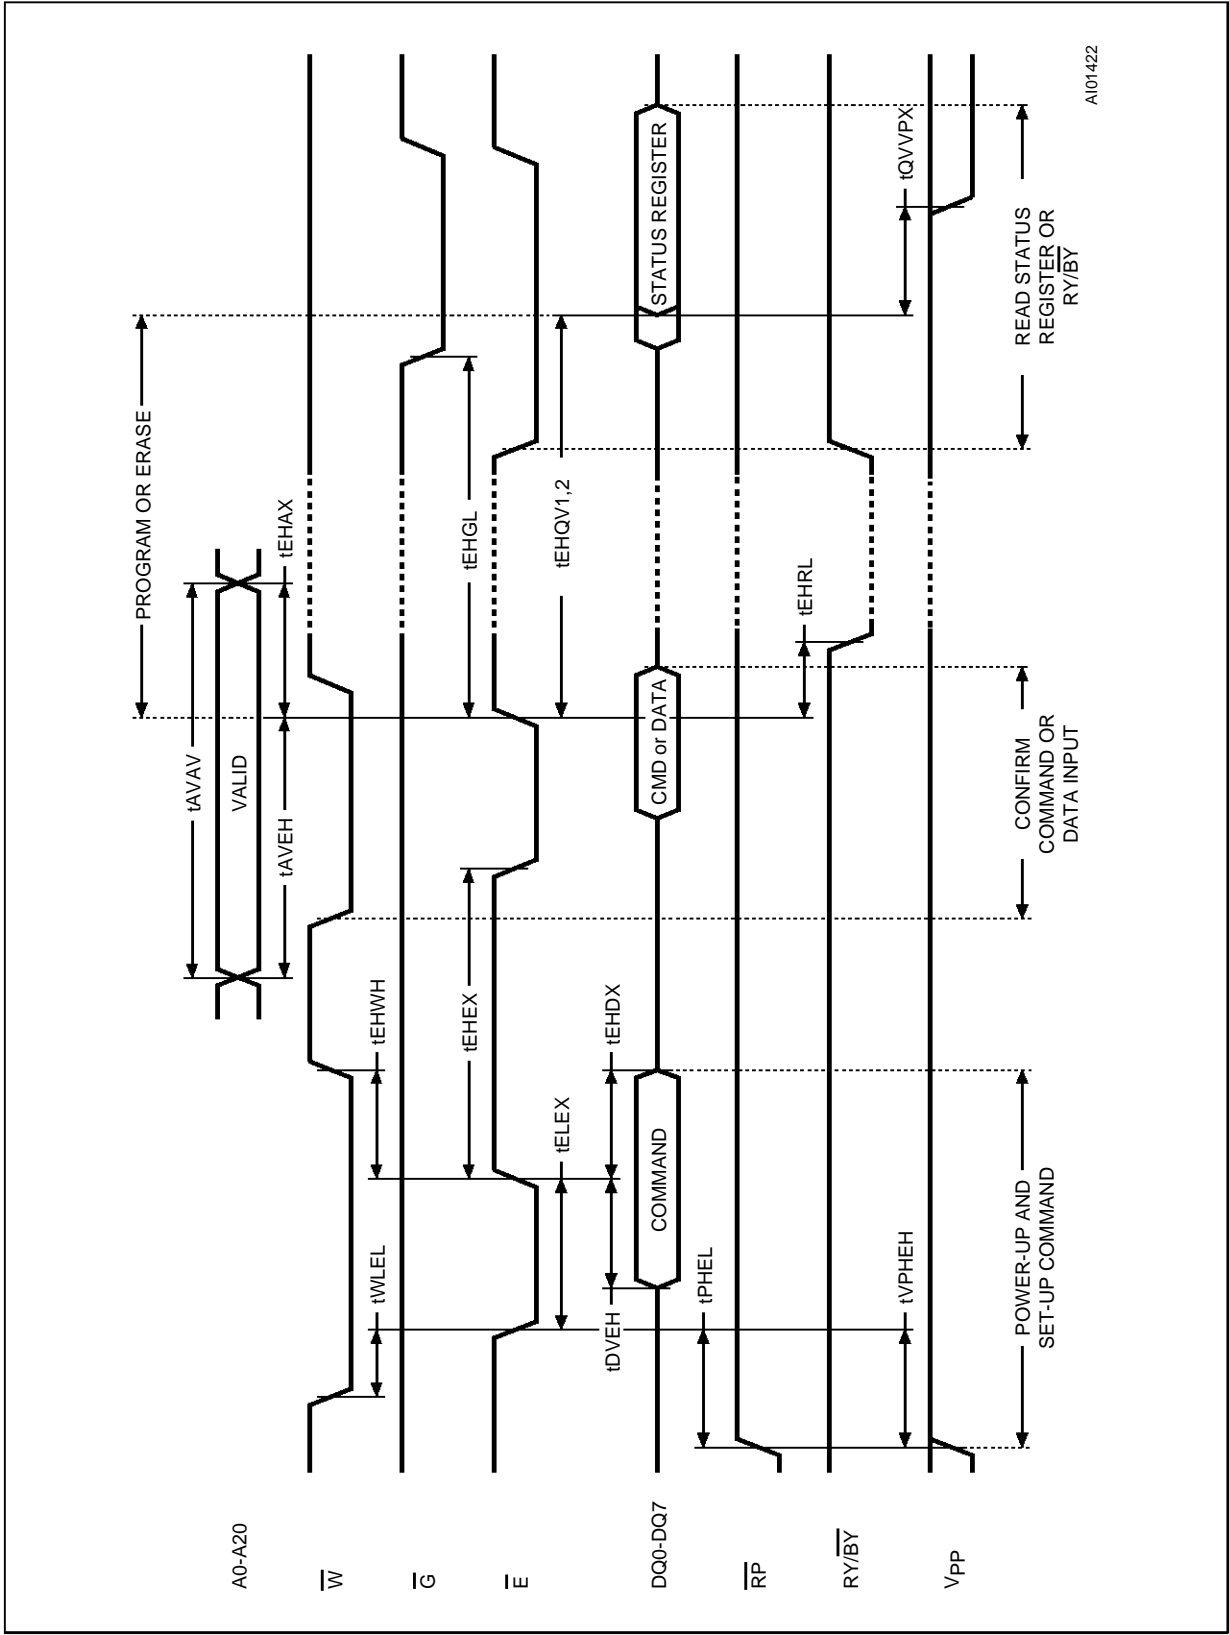 PROGRAM OR ERASE
tAVAV
A0-A20
VALID
tAVEH
tEHAX
W
tWLEL
tEHWH
G
tEHEX
tEHGL
E
tELEX
tEHQV1,2
tDVEH
tEHDX
DQ0-DQ7
COMMAND
CMD or DATA
STATUS REGISTER
tPHEL
RP
tEHRL
RY/BY
tVPHEH
tQVVPX
VPP
POWER-UP AND
SET-UP COMMAND
CONFIRM
COMMAND OR
DATA INPUT
READ STATUS
REGISTER OR
RY/BY
AI01422